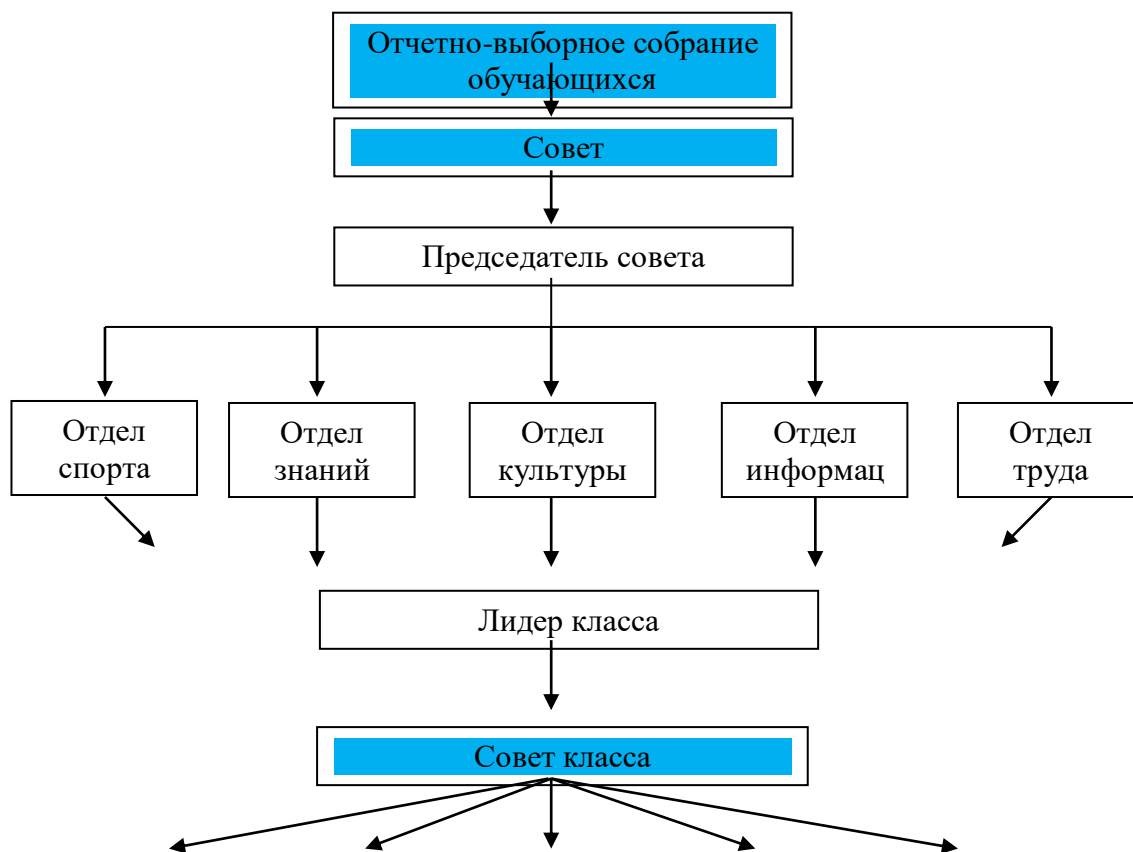 Отчетно-выборное собрание
обучающихся
Совет
Председатель совета
Отдел
спорта
Отдел
знаний
Отдел
культуры
Отдел
информац
Отдел
труда
Лидер класса
Совет класса